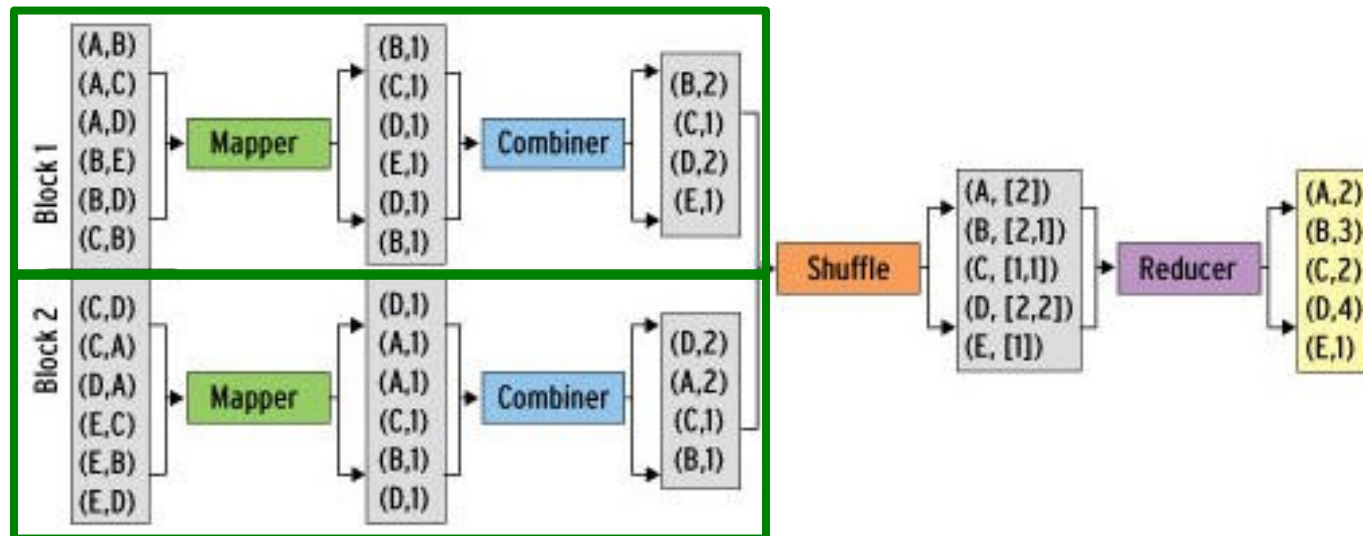 Block 1
(A,B)
(A,C)
(A,D)
(B,E)
(B,D)
(C,B)
Mapper
(B,1)
(C,1)
(D,1)
(E,1)
(D,1)
(B,1)
Combiner
(B,2)
(C,1)
(D,2)
(E,1)
Block 2
(C,D)
(C,A)
(D,A)
(E,C)
(E,B)
(E,D)
Mapper
(D,1)
(A,1)
(A,1)
(C,1)
(B,1)
(D,1)
Combiner
(D,2)
(A,2)
(C,1)
(B,1)
Shuffle
(A, [2])
(B, [2,1])
(C, [1,1])
(D, [2,2])
(E, [1])
Reducer
(A,2)
(B,3)
(C,2)
(D,4)
(E,1)